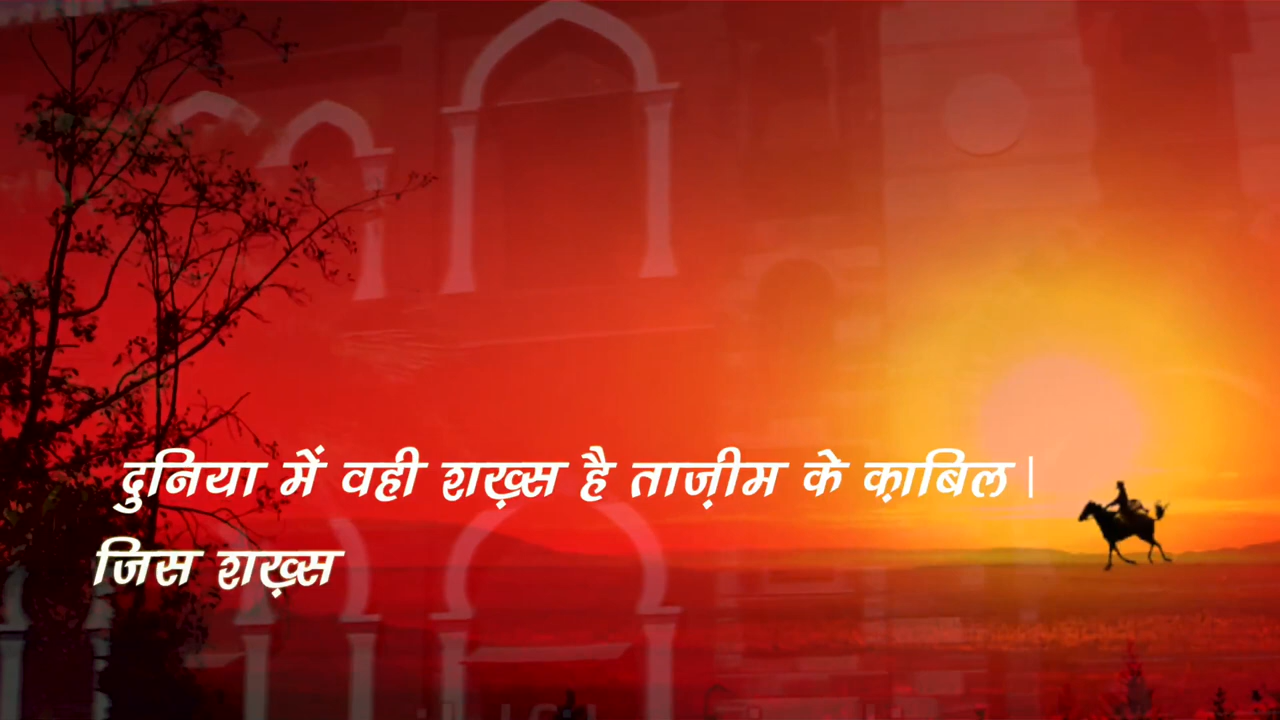 दुनिया में वही शख़्स है ताज़ीम के क़ाबिल|
जिस शख़्स